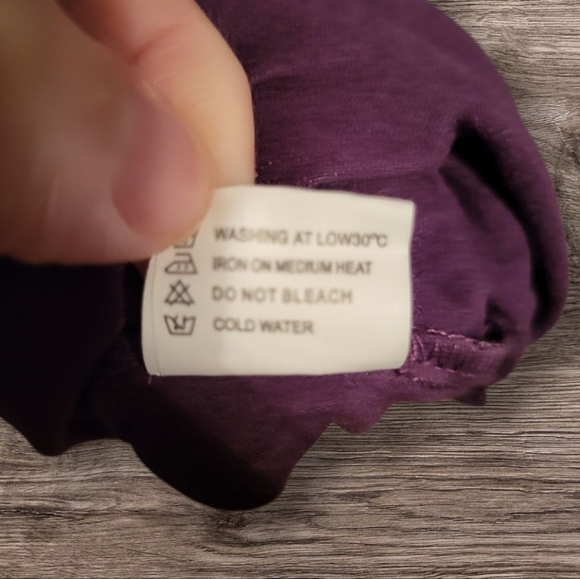 WASHING AT LOW30°C
IRON ON MEDIUM HEAT
DO NOT BLEACH
COLD WATER